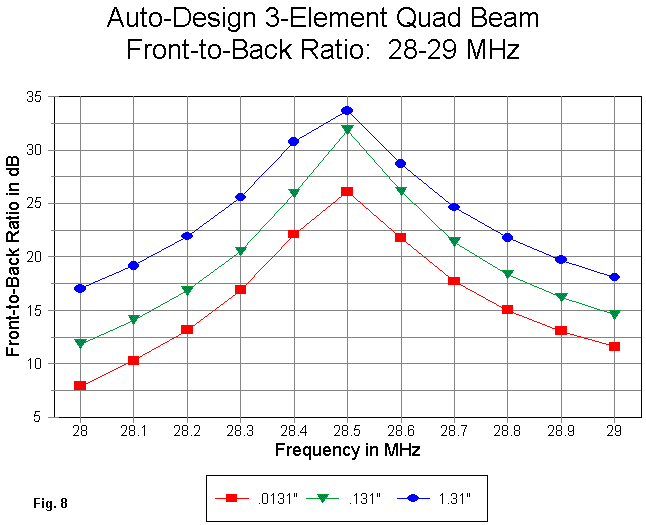 Auto-Design 3-Element Quad Beam
Front-to-Back Ratio: 28-29 MHz
Front-to-Back Ratio in dB
35
30
25
20
15
10
5
28 28.1 28.2 28.3 28.4 28.5 28.6 28.7 28.8 28.9 29
Frequency in MHz
Fig. 8
.0131" .131" 1.31"